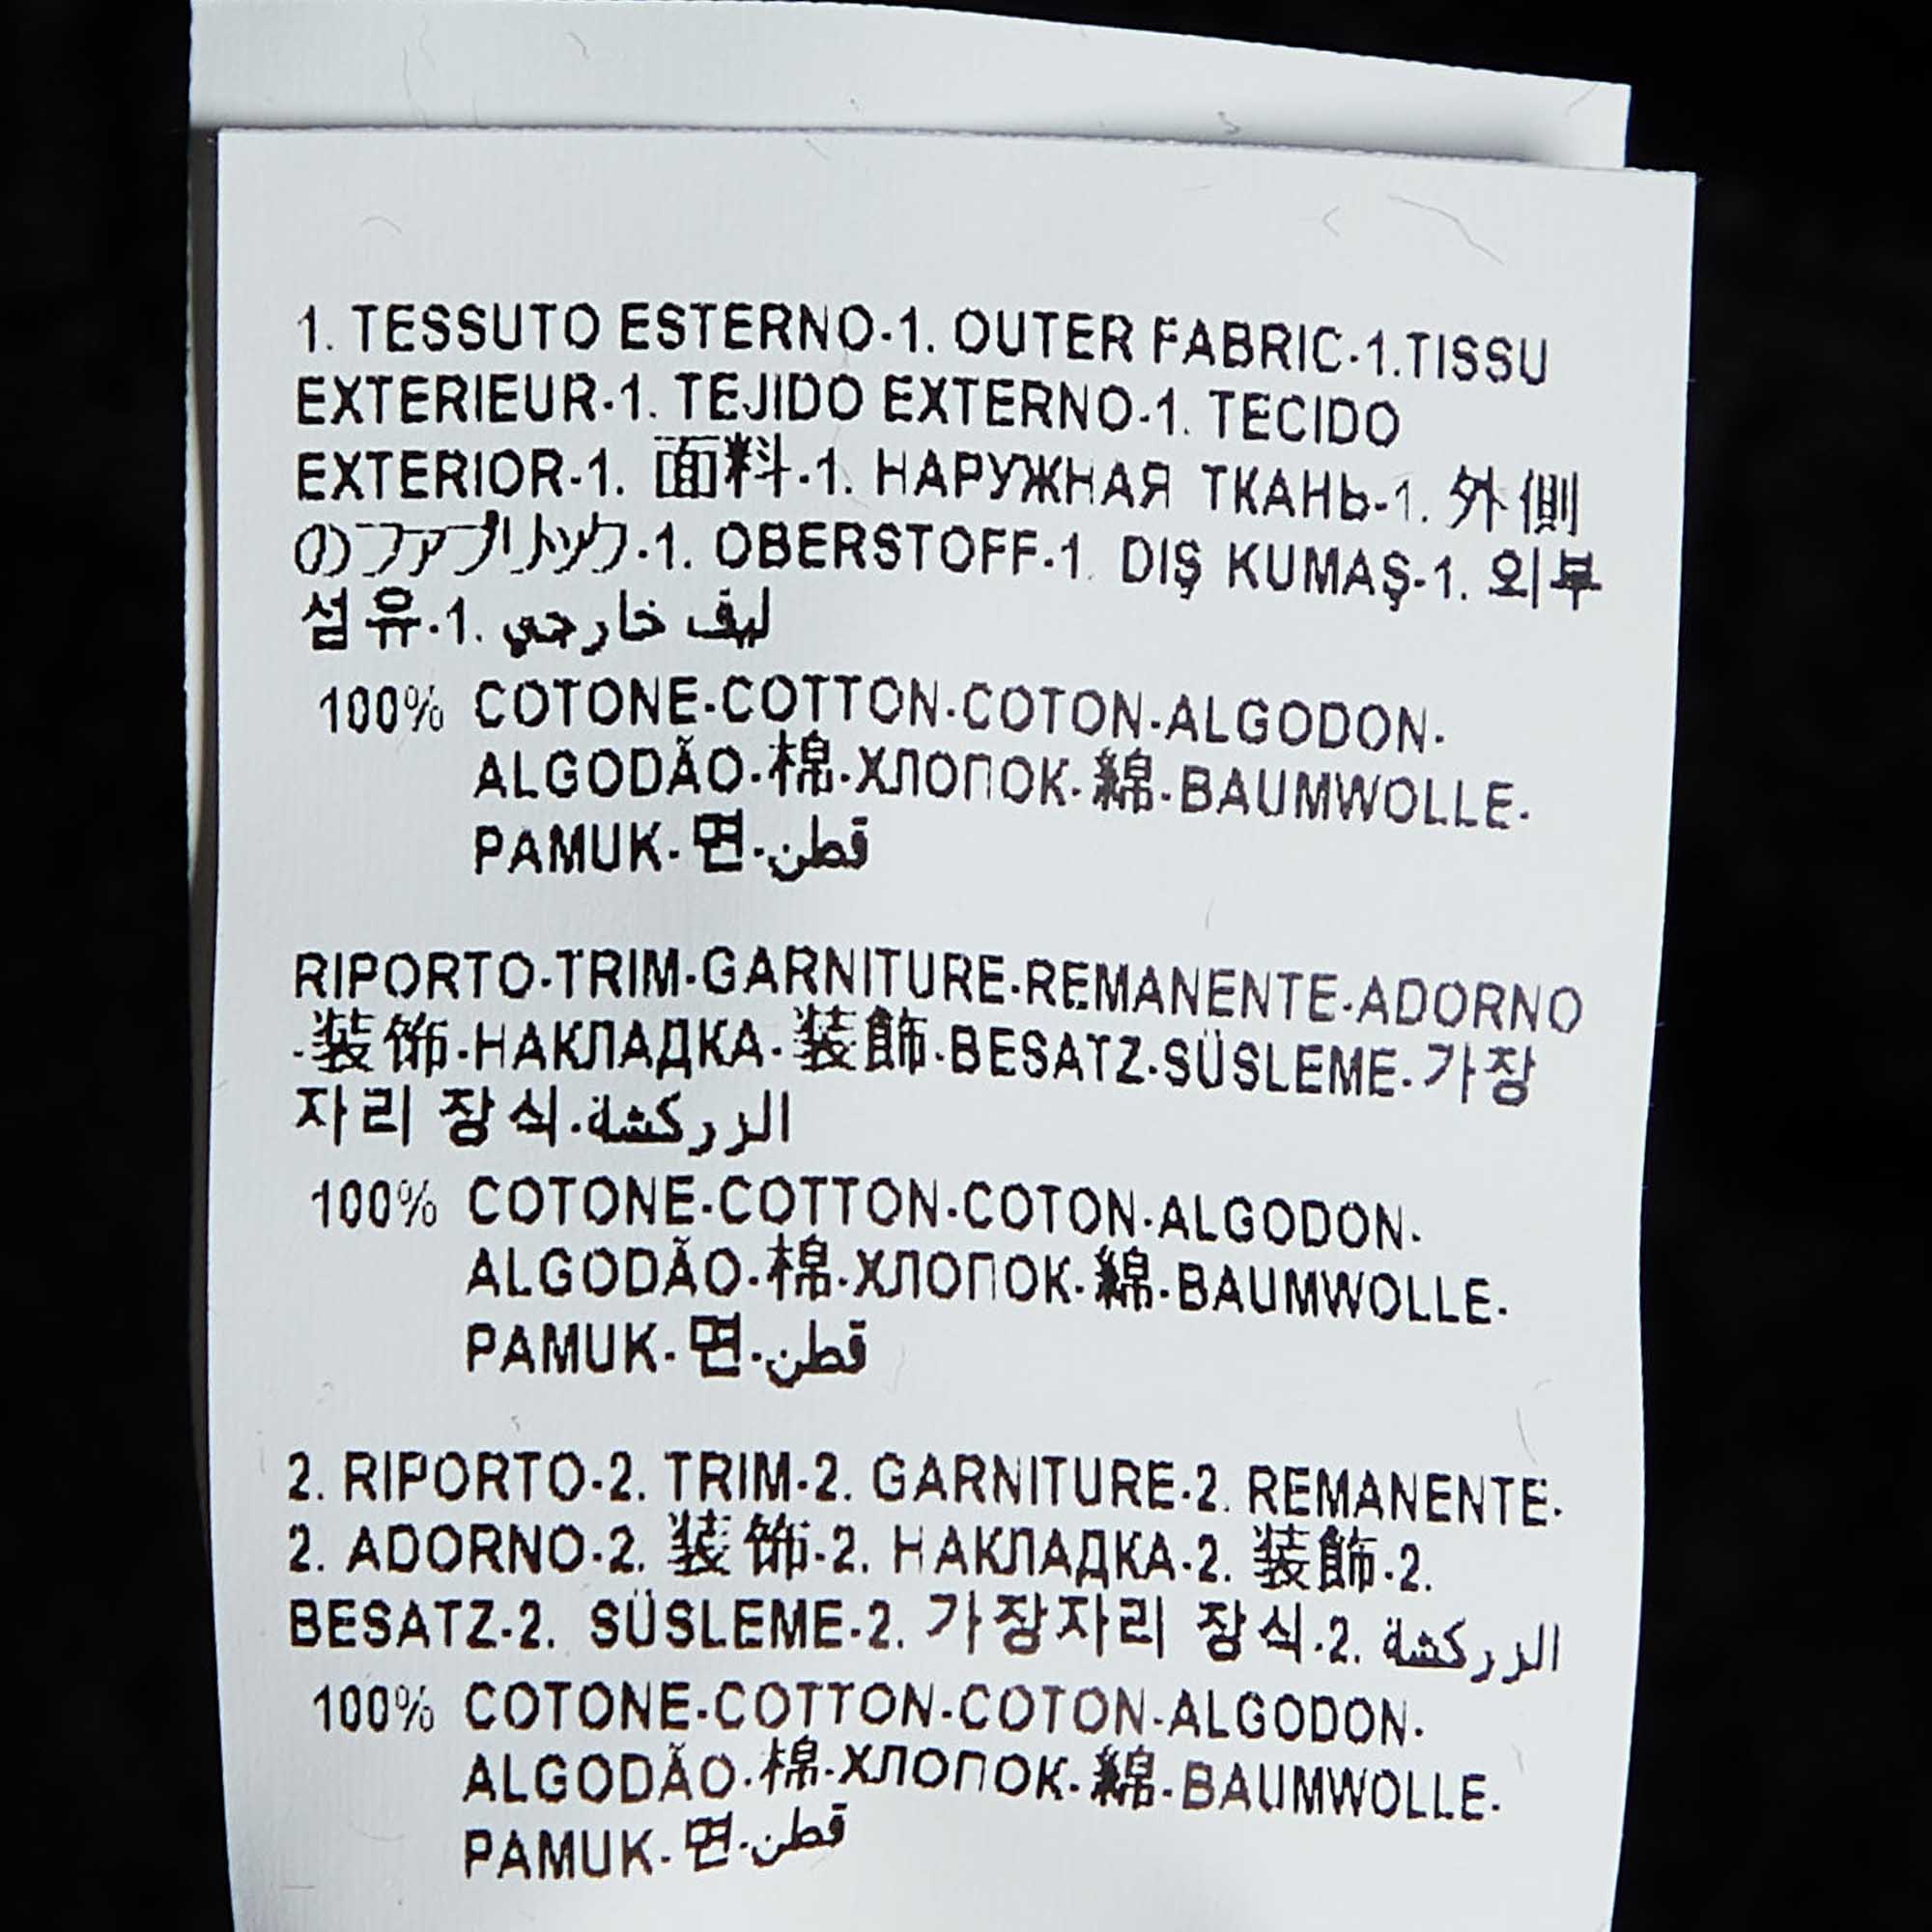 1. TESSUTO ESTERNO-1. OUTER FABRIC-1.TISSU
EXTERIEUR-1. TEJIDO EXTERNO-1. TECIDO
EXTERIOR-1. 面料-1. НАРУЖНАЯ ТКАНЬ-1. 外側
のファブリック-1. OBERSTOFF-1. DIŞ KUMAŞ-1. 외부
섬유-1. ليف خارجي
100% COTONE-COTTON-COTON-ALGODON-
ALGODÃO-棉-ХЛОПОК-綿-BAUMWOLLE-
PAMUK-면-قطن
RIPORTO-TRIM-GARNITURE-REMANENTE-ADORNO
-装饰-НАКЛАДКА-装飾-BESATZ-SÜSLEME-가장
자리 장식-الزركشة
100% COTONE-COTTON-COTON-ALGODON-
ALGODÃO-棉-ХЛОПОК-綿-BAUMWOLLE-
PAMUK-면-قطن
2. RIPORTO-2. TRIM-2. GARNITURE-2. REMANENTE-
2. ADORNO-2. 装饰-2. НАКЛАДКА-2. 装飾-2.
BESATZ-2. SÜSLEME-2. 가장자리 장식-2. الزركشة
100% COTONE-COTTON-COTON-ALGODON-
ALGODÃO-棉-ХЛОПОК-綿-BAUMWOLLE-
PAMUK-면-قطن